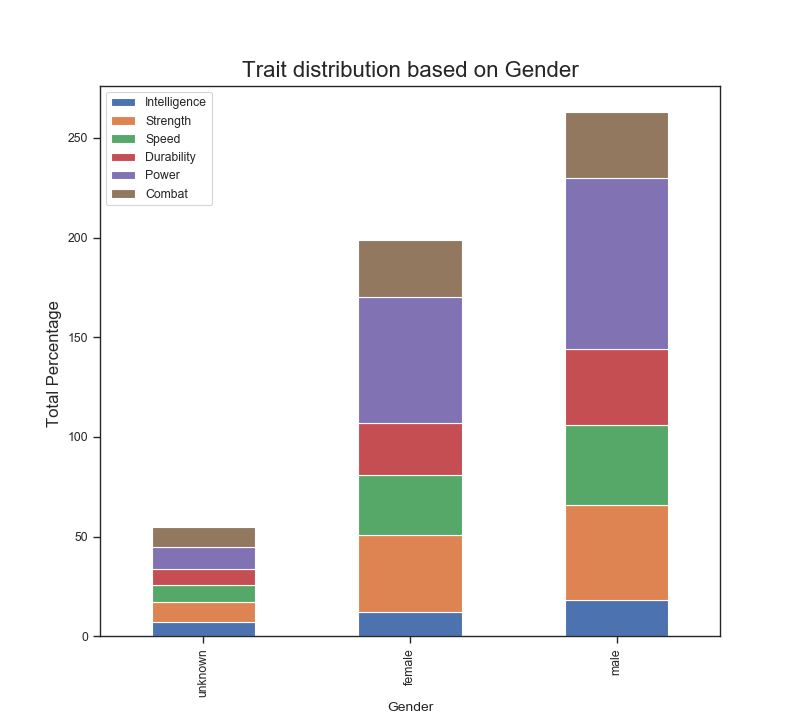 Trait distribution based on Gender
Intelligence
Strength
Speed
Durability
Power
Combat
250
200
150
100
50
0
Total Percentage
unknown
female
male
Gender